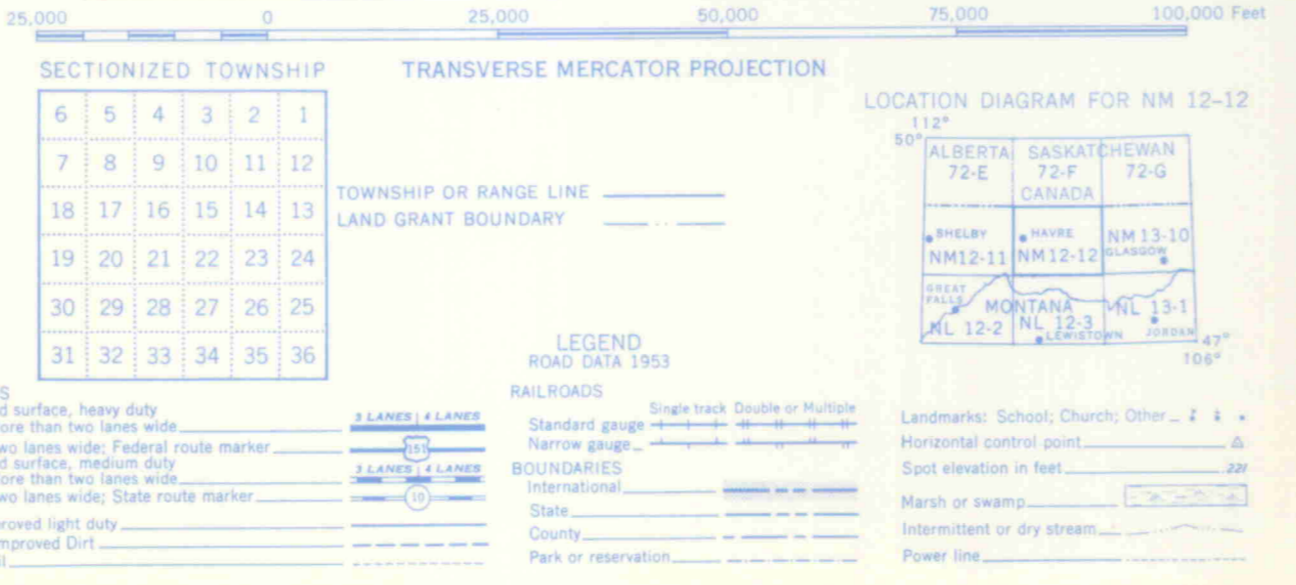 25,000 0 25,000 50,000 75,000 100,000 Feet
SECTIONIZED TOWNSHIP
6 5 4 3 2 1
7 8 9 10 11 12
18 17 16 15 14 13
19 20 21 22 23 24
30 29 28 27 26 25
31 32 33 34 35 36
TRANSVERSE MERCATOR PROJECTION
TOWNSHIP OR RANGE LINE
LAND GRANT BOUNDARY
LOCATION DIAGRAM FOR NM 12-12
112°
50°
ALBERTA SASKATCHEWAN
72-E 72-F 72-G
CANADA
SHELBY HAVRE NM 13-10
NM12-11 NM12-12 GLASGOW
GREAT
FALLS MONTANA NL 13-1
NL 12-2 NL 12-3 JORDAN
LEWISTOWN
47°
106°
LEGEND
ROAD DATA 1953
S
d surface, heavy duty
ore than two lanes wide 3 LANES | 4 LANES
wo lanes wide; Federal route marker 151
d surface, medium duty
ore than two lanes wide 3 LANES | 4 LANES
wo lanes wide; State route marker 10
roved light duty
mproved Dirt
il
RAILROADS
Single track Double or Multiple
Standard gauge
Narrow gauge
BOUNDARIES
International
State
County
Park or reservation
Landmarks: School; Church; Other
Horizontal control point
Spot elevation in feet 221
Marsh or swamp
Intermittent or dry stream
Power line